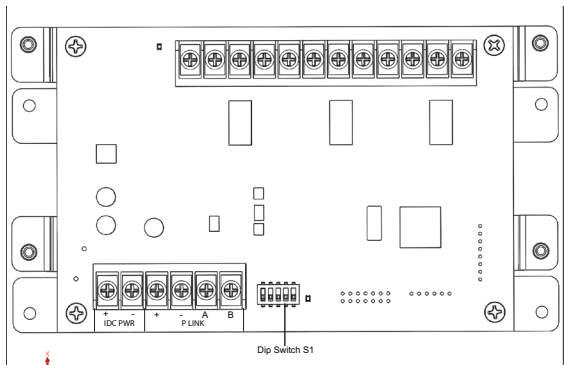 + - + - A B
IDC PWR P LINK
Dip Switch S1
x